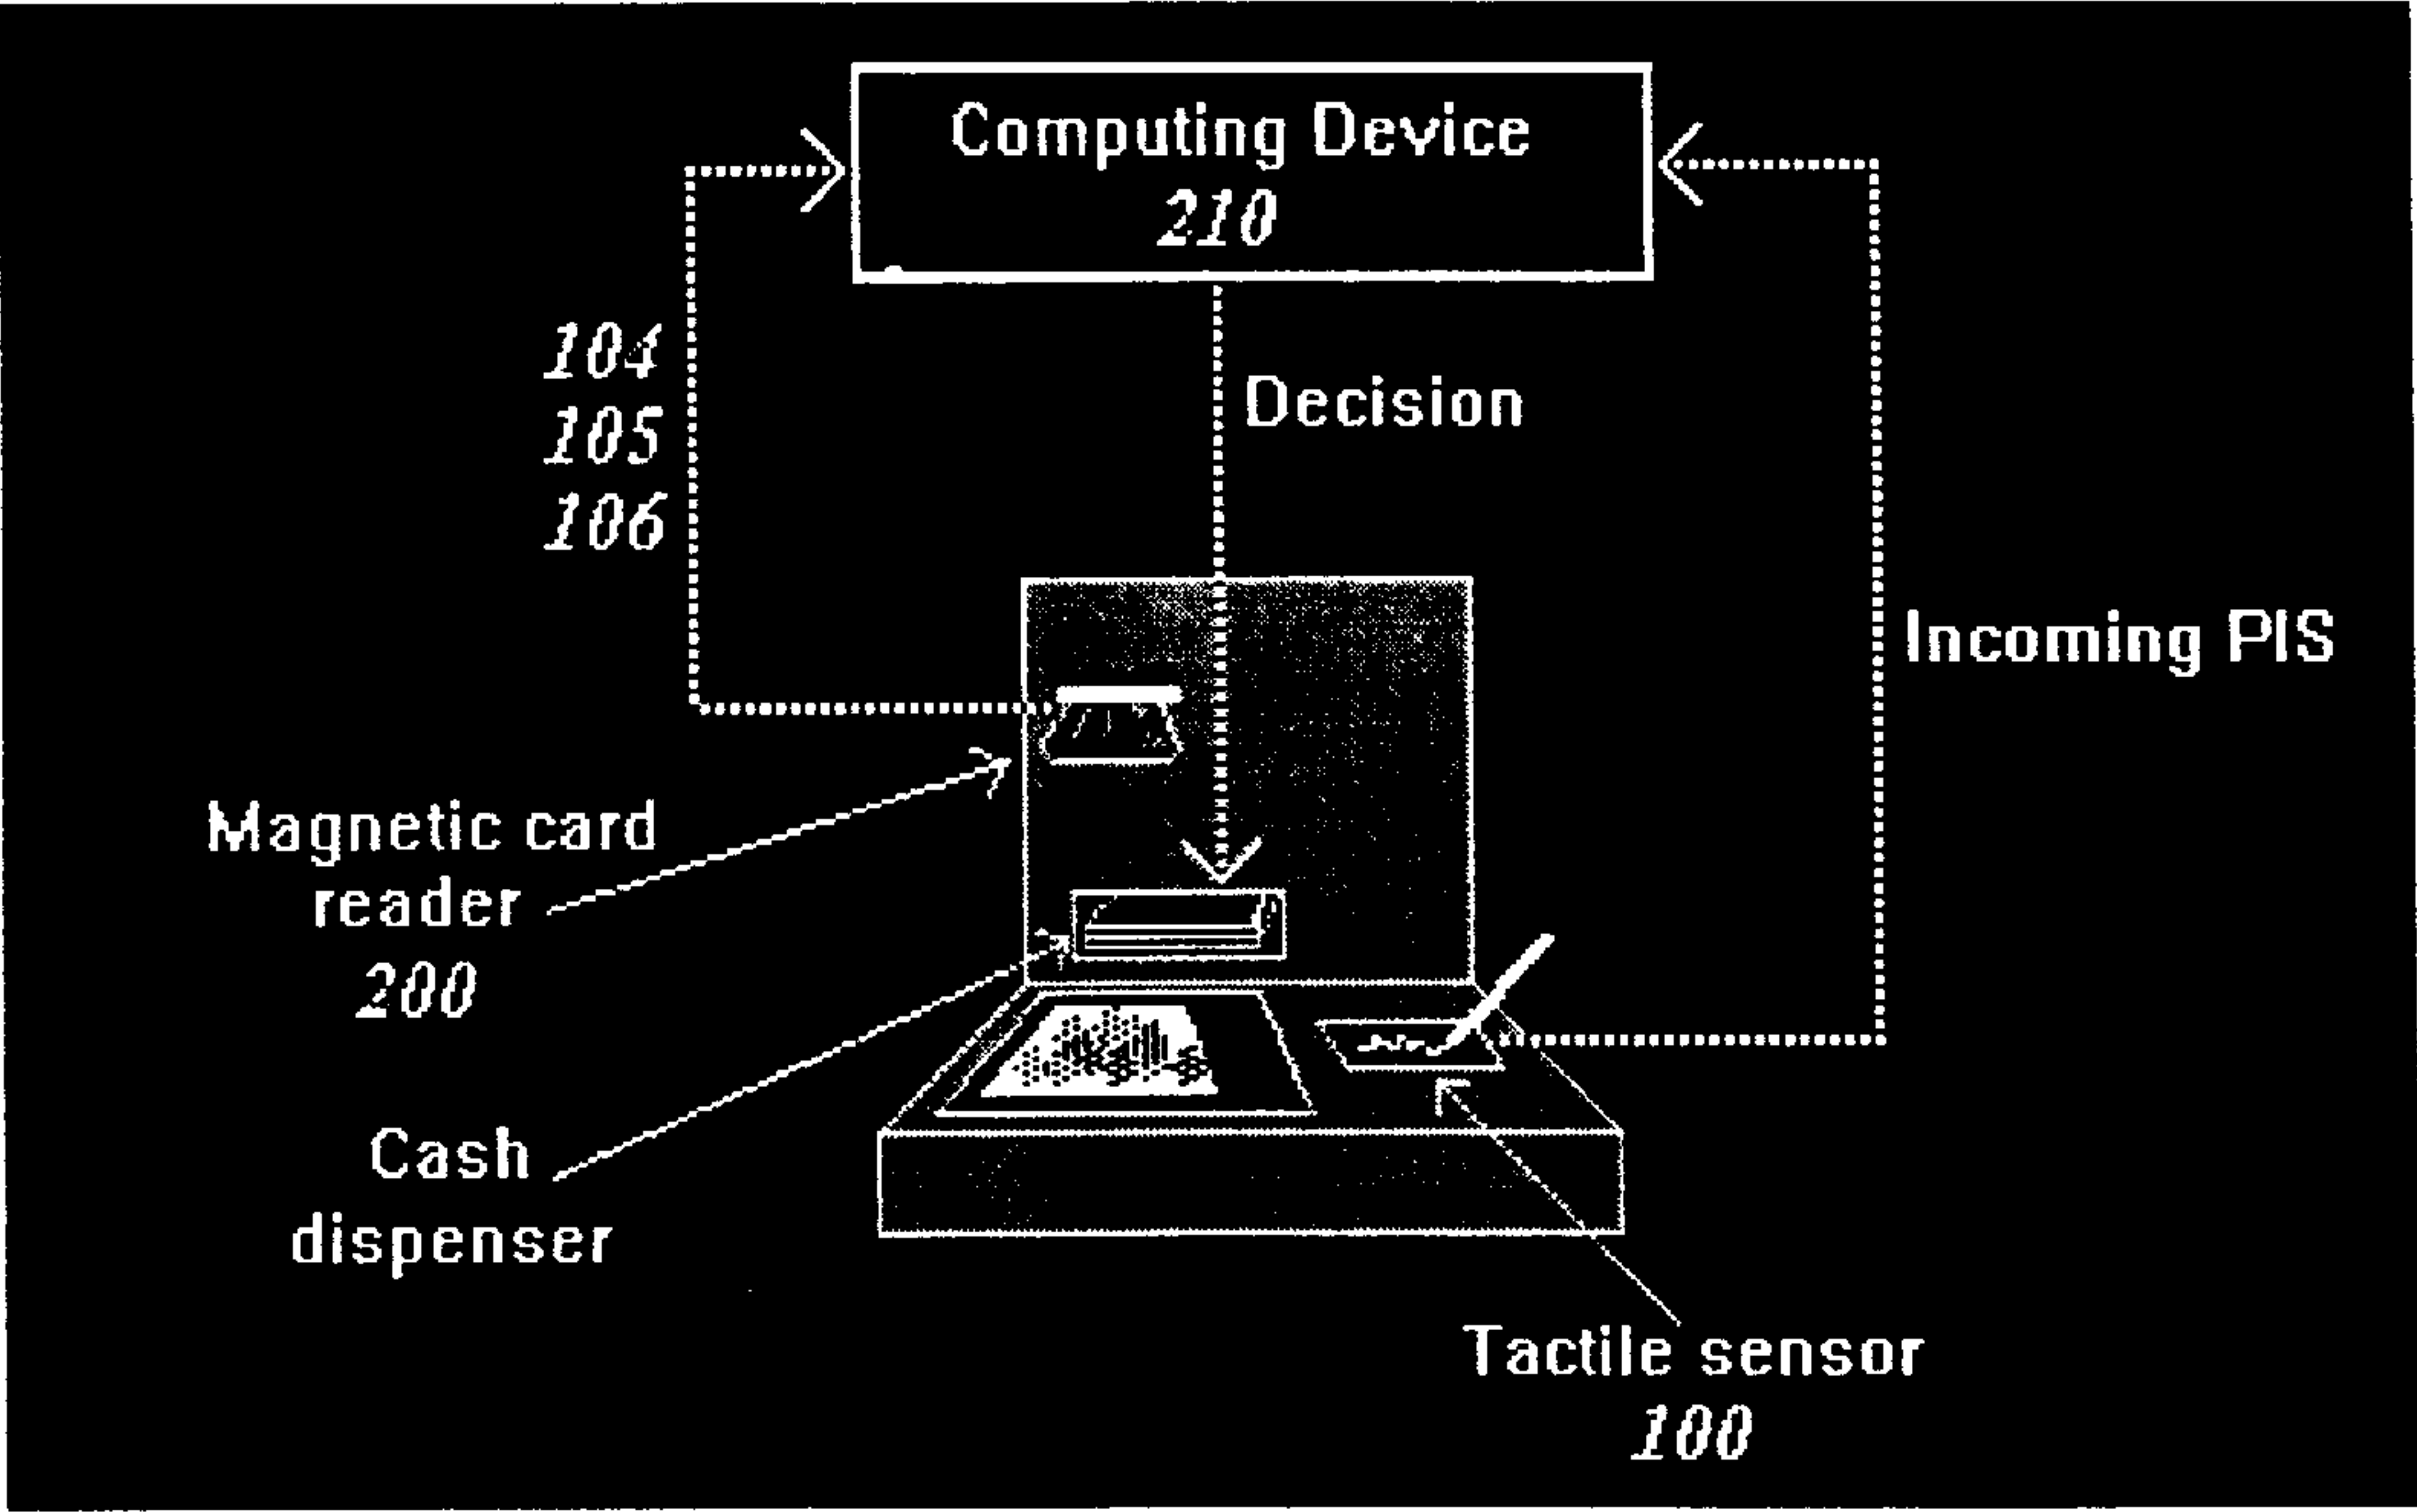 Computing Device
210
104
105
106
Decision
Incoming PIS
Magnetic card
reader
200
Cash
dispenser
Tactile sensor
100